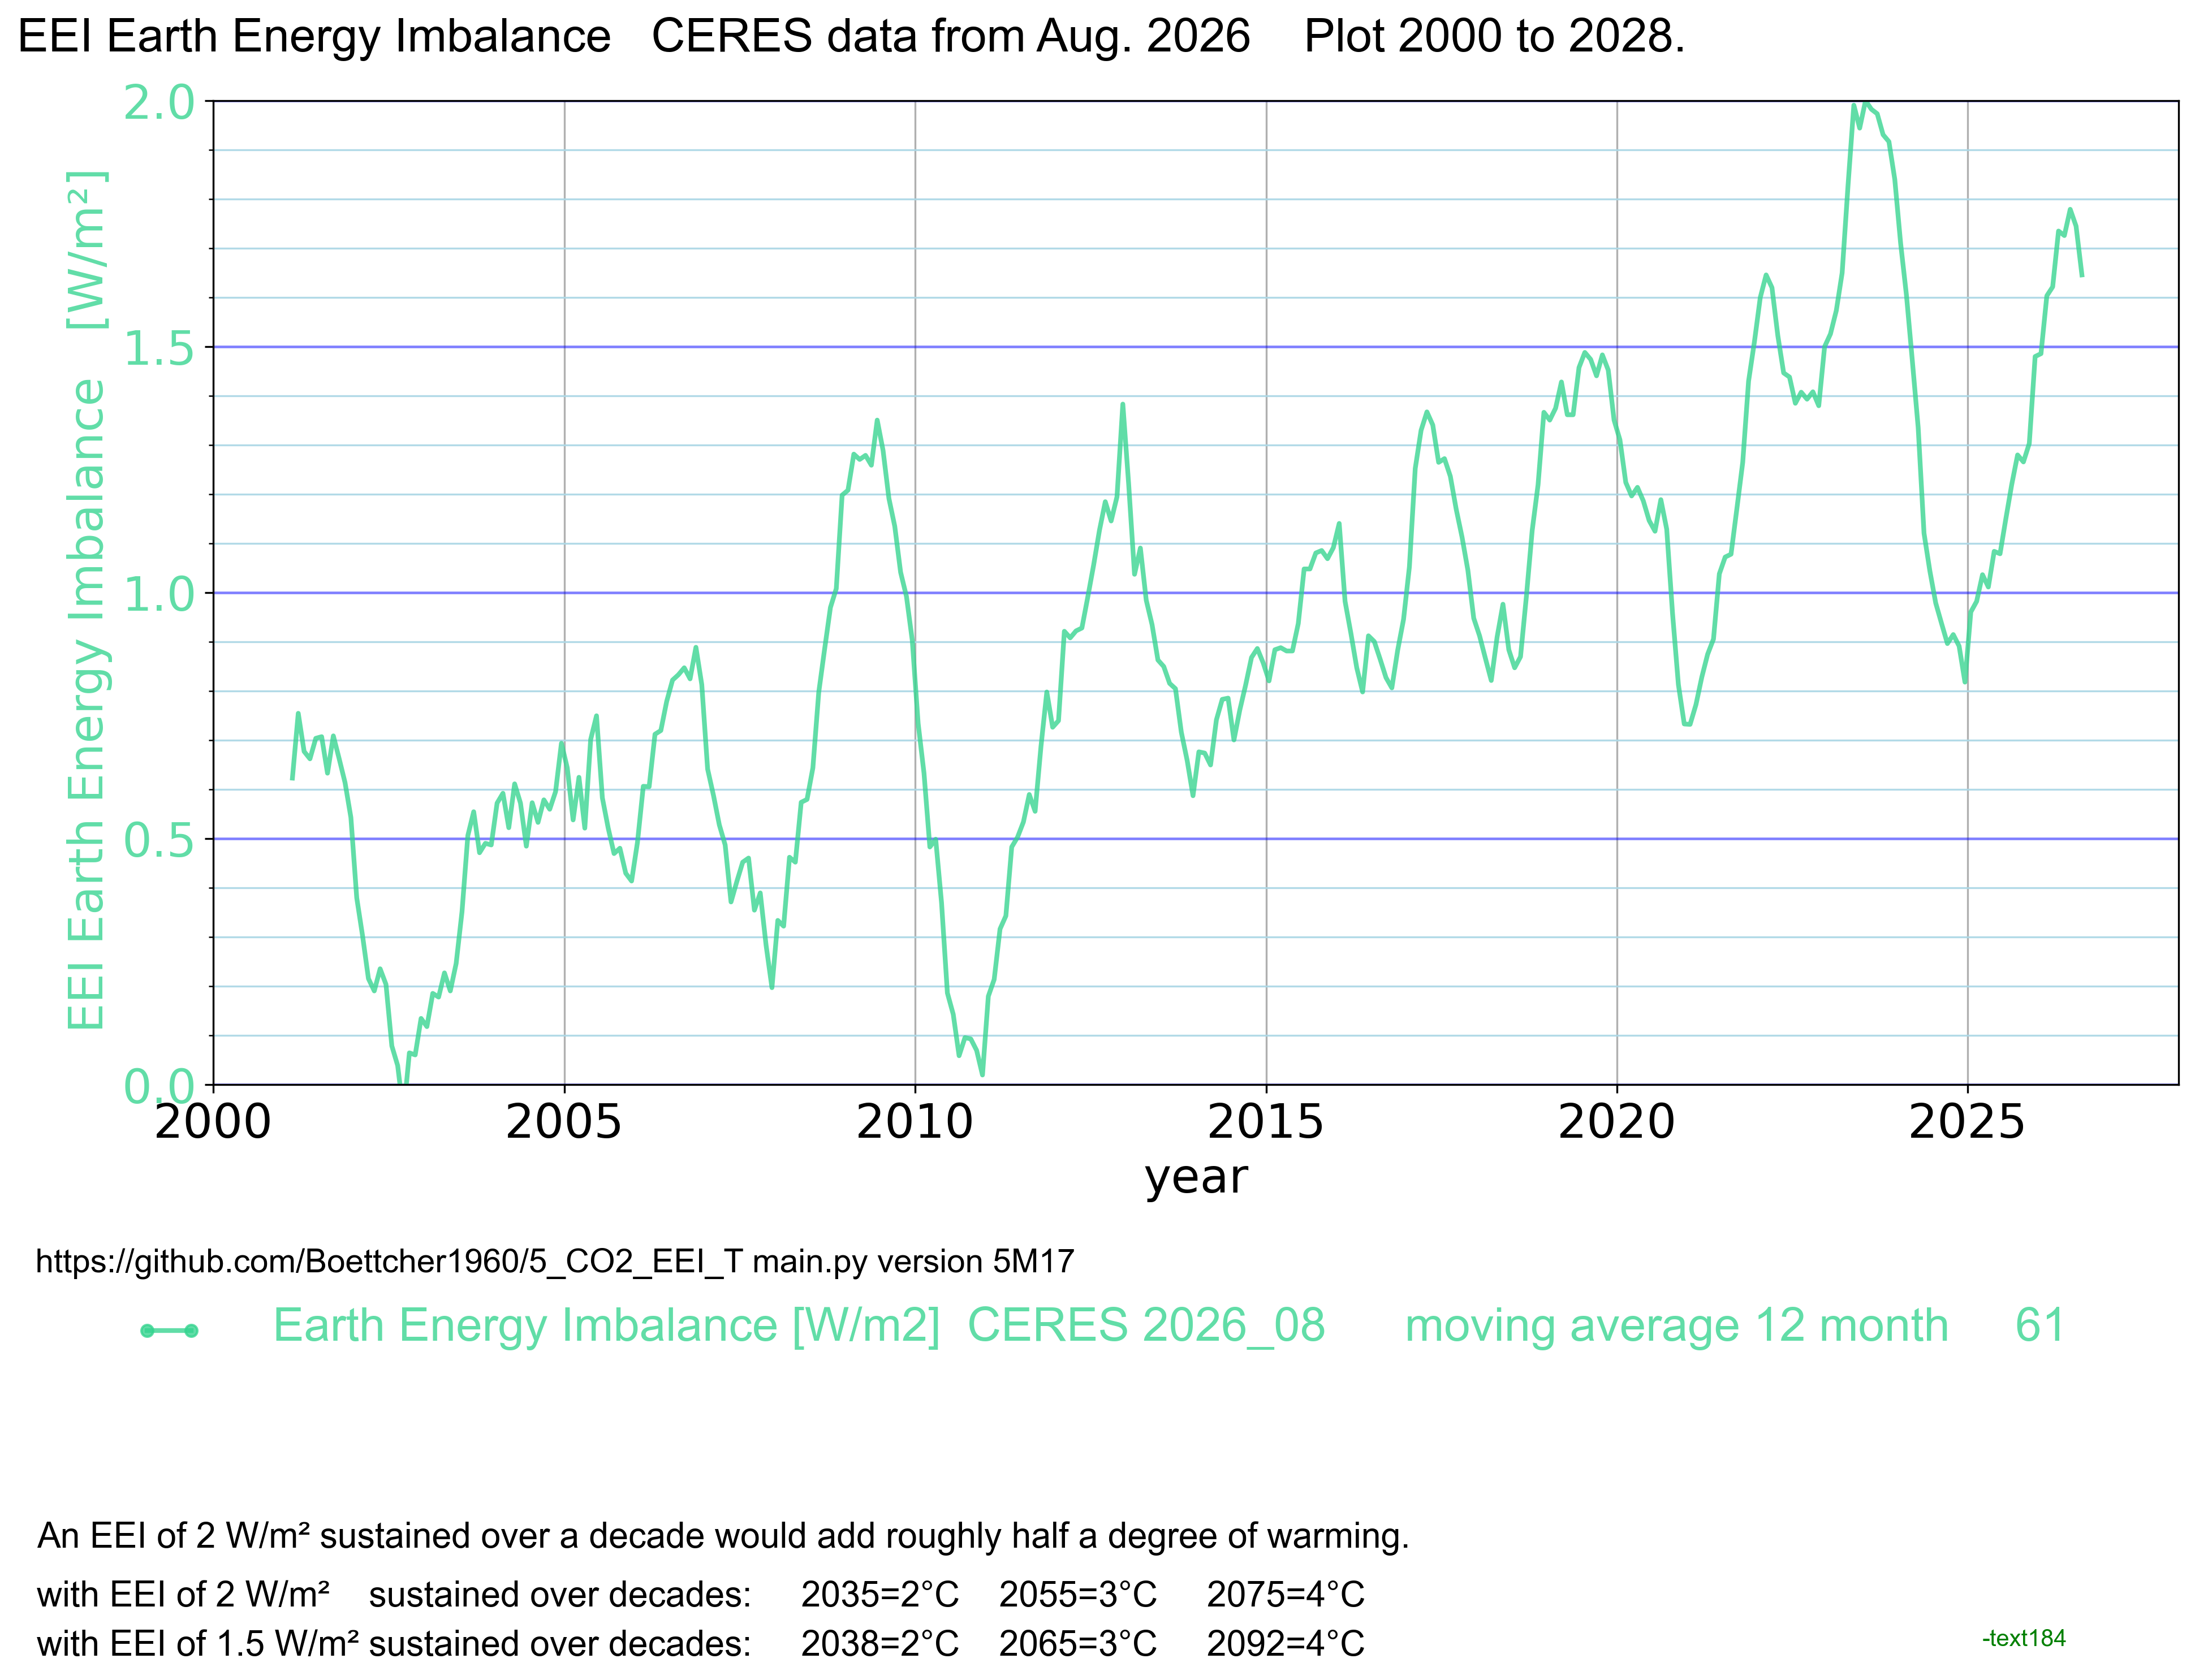 EEI Earth Energy Imbalance   CERES data from Aug. 2026    Plot 2000 to 2028.
EEI Earth Energy Imbalance   [W/m²]
2.0
1.5
1.0
0.5
0.0
2000 2005 2010 2015 2020 2025
year
https://github.com/Boettcher1960/5_CO2_EEI_T main.py version 5M17
Earth Energy Imbalance [W/m2]  CERES 2026_08      moving average 12 month     61
An EEI of 2 W/m² sustained over a decade would add roughly half a degree of warming.
with EEI of 2 W/m²    sustained over decades:     2035=2°C    2055=3°C     2075=4°C
with EEI of 1.5 W/m² sustained over decades:     2038=2°C    2065=3°C     2092=4°C
-text184